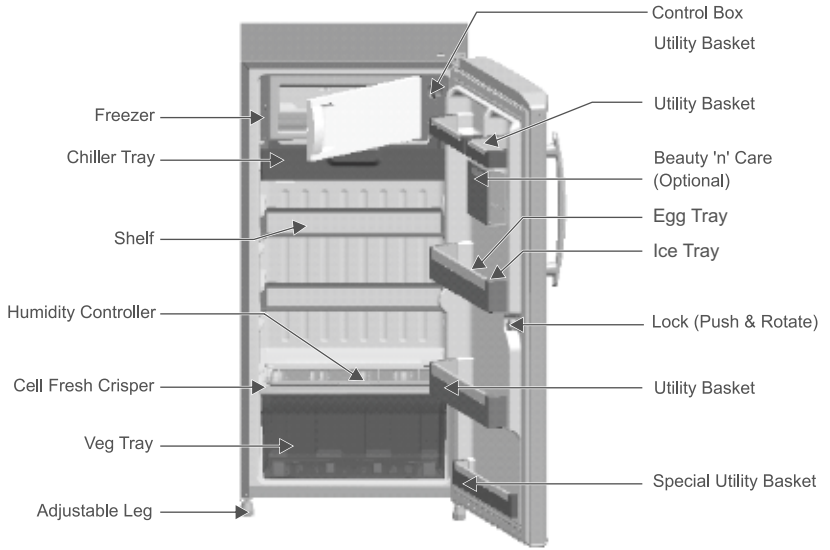 Control Box
Utility Basket
Freezer
Utility Basket
Chiller Tray
Beauty 'n' Care
(Optional)
Egg Tray
Shelf
Ice Tray
Humidity Controller
Lock (Push & Rotate)
Cell Fresh Crisper
Utility Basket
Veg Tray
Special Utility Basket
Adjustable Leg